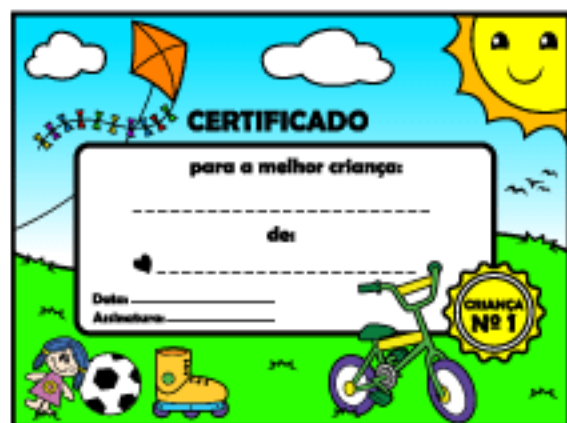 CERTIFICADO
para a melhor criança:
de:
Data:
Assinatura:
CRIANÇA
Nº 1